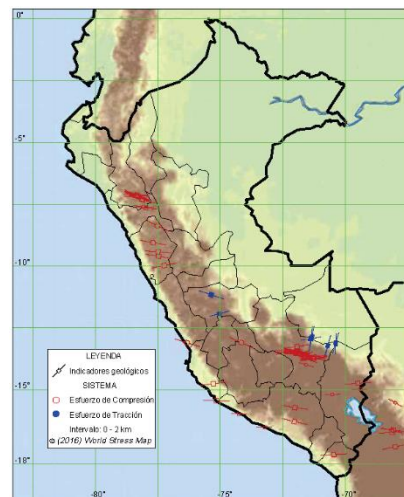 0°
-5°
-10°
-15°
-18°
LEYENDA
Indicadores geológicos
SISTEMA
Esfuerzo de Compresión
Esfuerzo de Tracción
Intervalo: 0 - 2 km
© (2016) World Stress Map
-80°
-75°
-70°